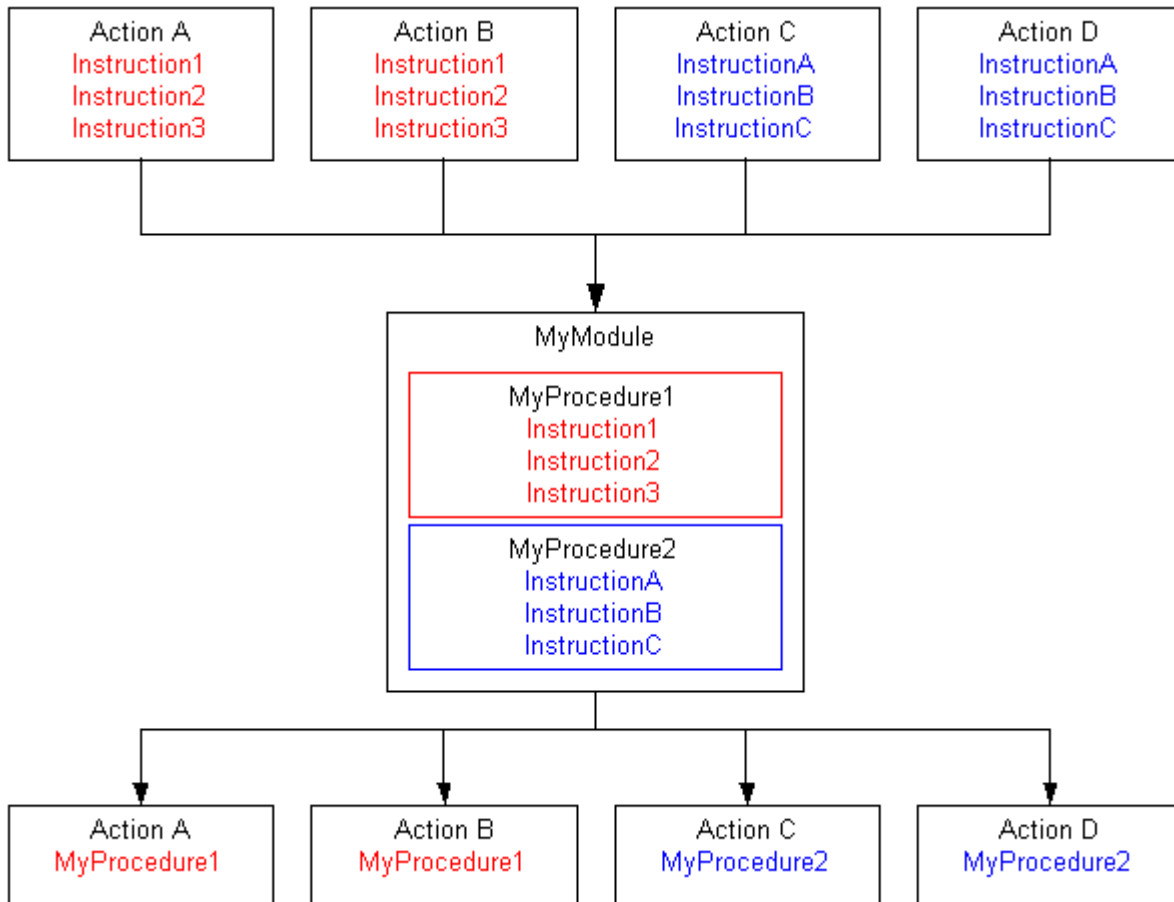 Action A
Instruction1
Instruction2
Instruction3
Action B
Instruction1
Instruction2
Instruction3
Action C
InstructionA
InstructionB
InstructionC
Action D
InstructionA
InstructionB
InstructionC
MyModule
MyProcedure1
Instruction1
Instruction2
Instruction3
MyProcedure2
InstructionA
InstructionB
InstructionC
Action A
MyProcedure1
Action B
MyProcedure1
Action C
MyProcedure2
Action D
MyProcedure2